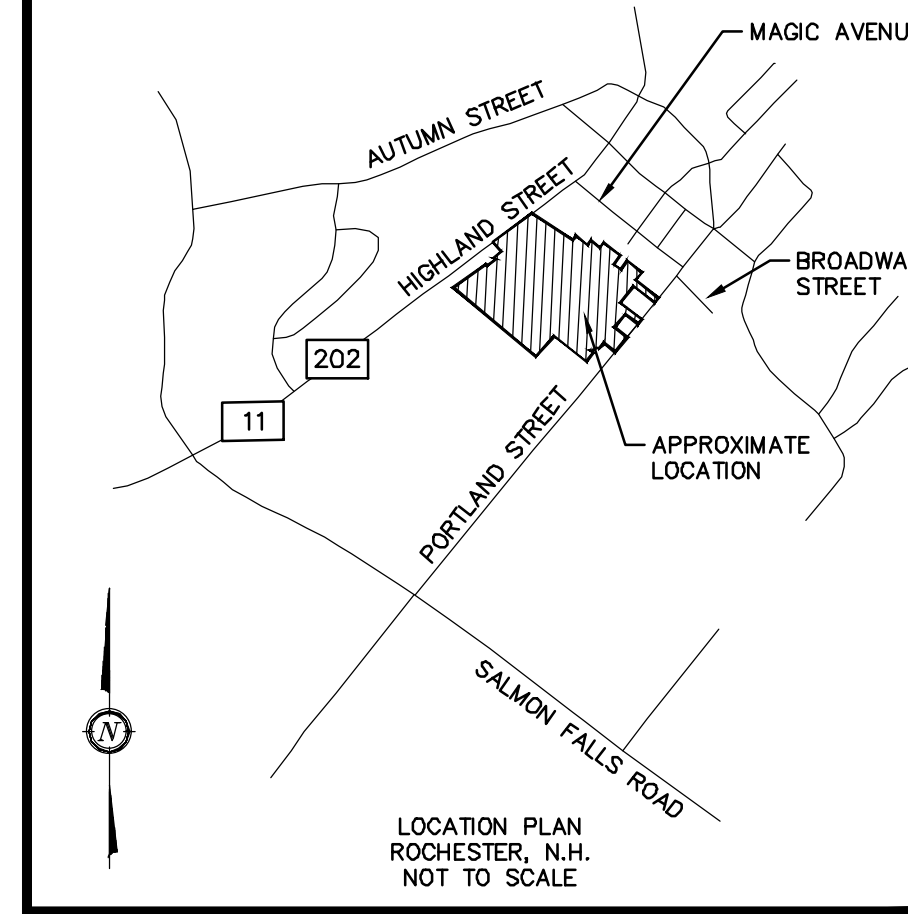 MAGIC AVENU
AUTUMN STREET
HIGHLAND STREET
BROADWA
STREET
202
11
APPROXIMATE
LOCATION
PORTLAND STREET
SALMON FALLS ROAD
N
LOCATION PLAN
ROCHESTER, N.H.
NOT TO SCALE